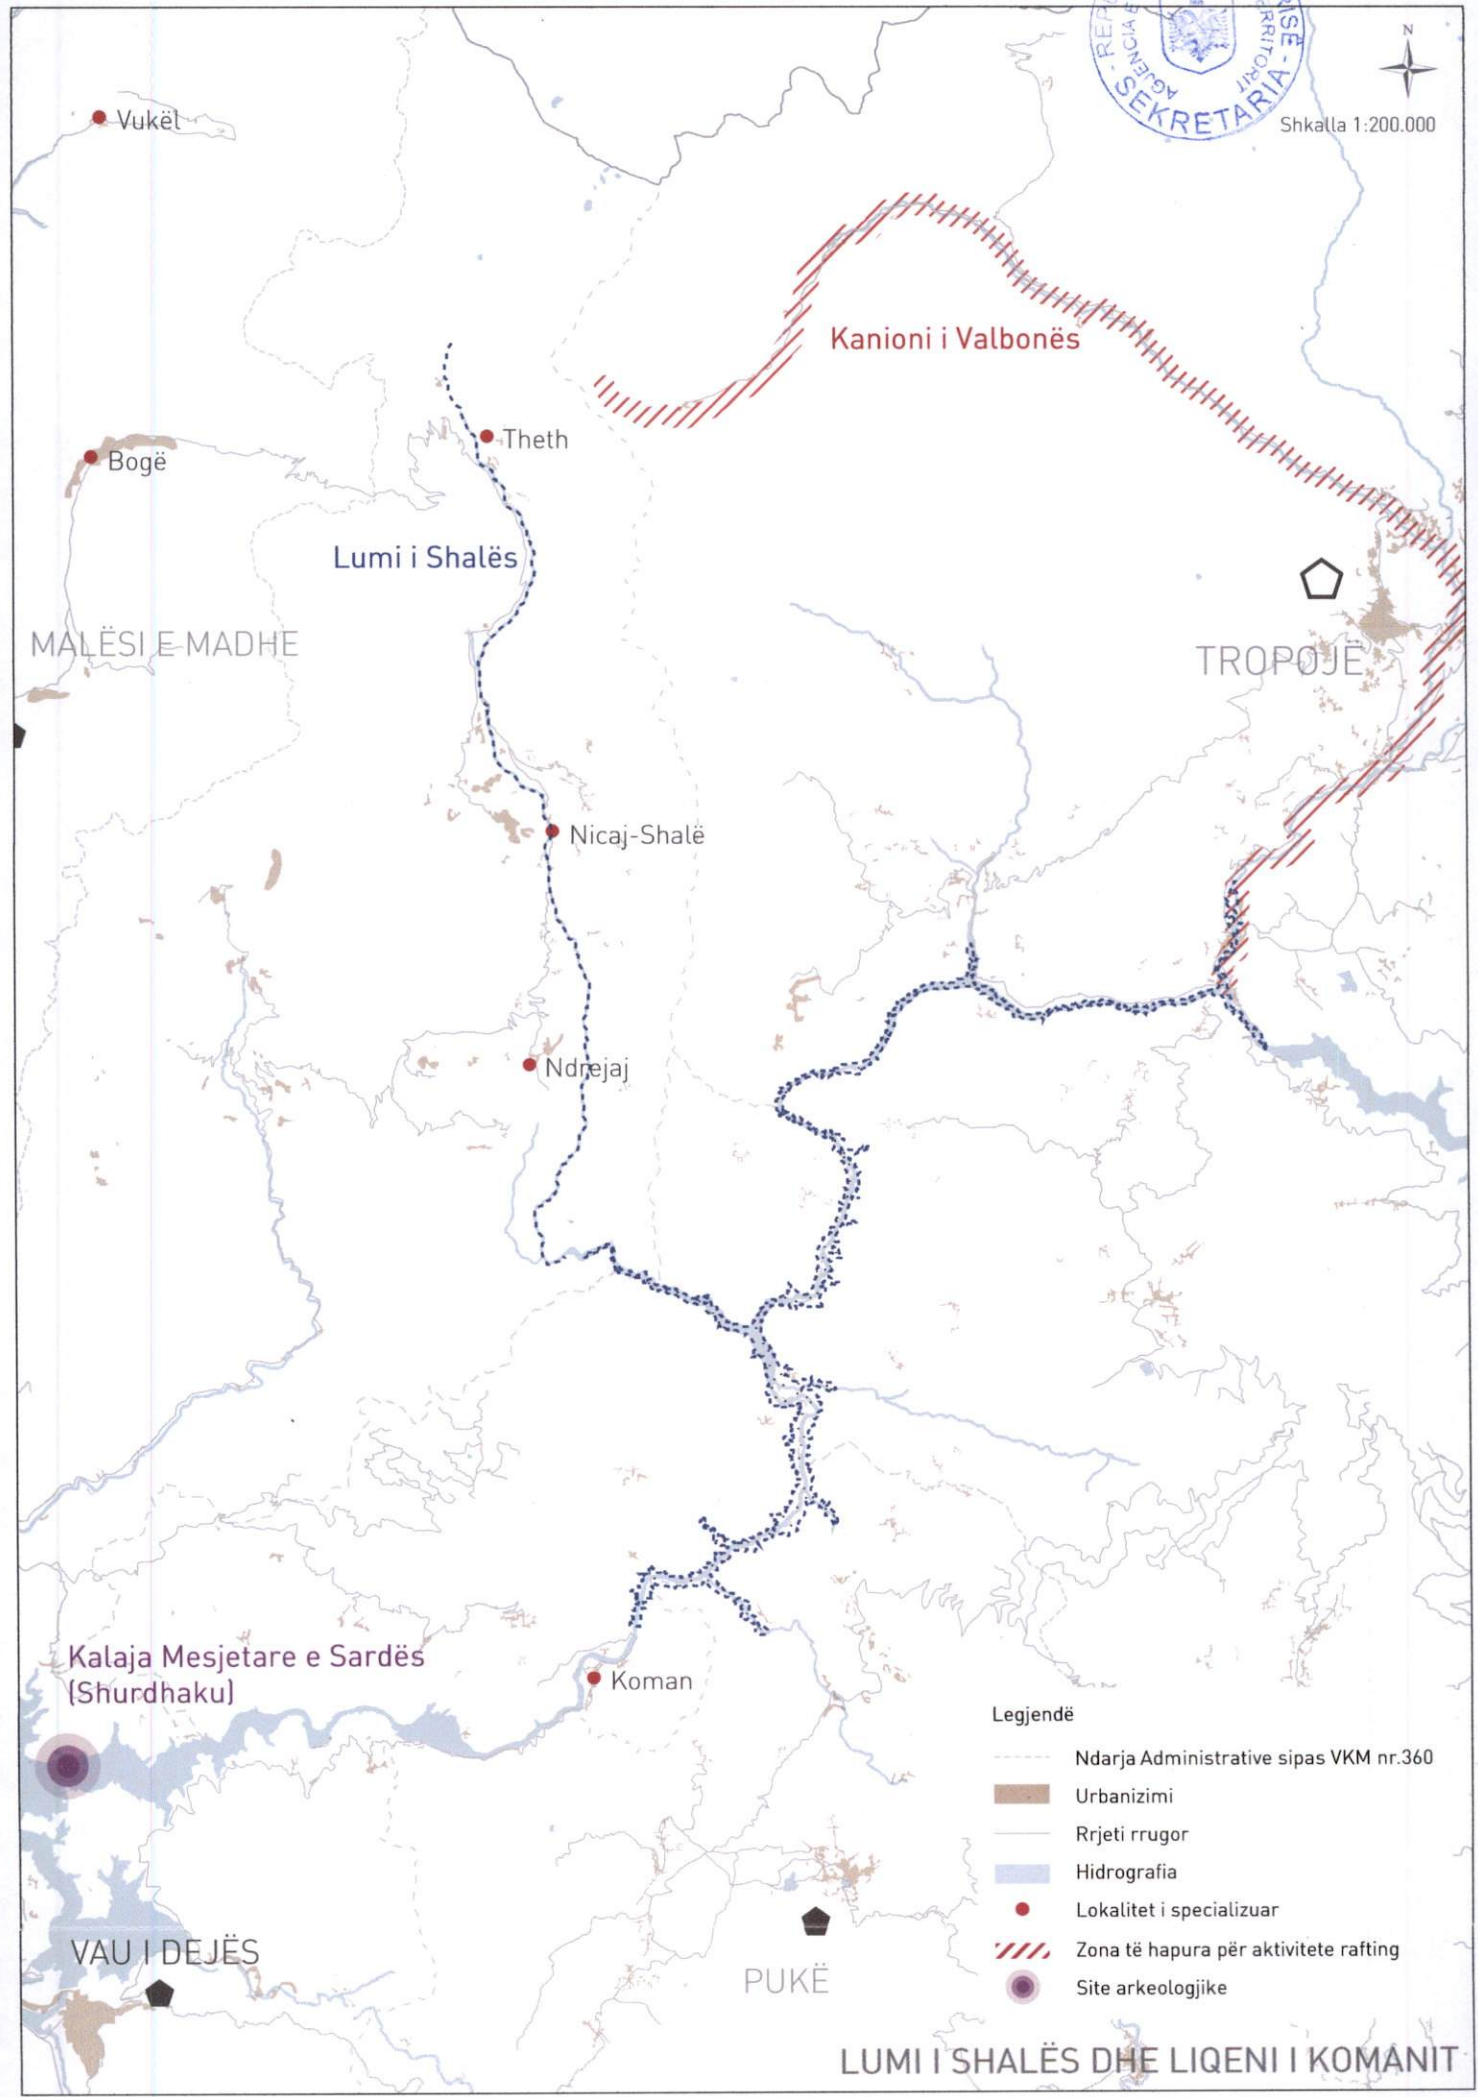 SEKRETARIA
N
Shkalla 1:200.000
Vukël
Kanioni i Valbonës
Theth
Bogë
Lumi i Shalës
MALËSI E MADHE
TROPOJË
Nicaj-Shalë
Ndrejaj
Kalaja Mesjetare e Sardës
(Shurdhaku)
Koman
Legjendë
Ndarja Administrative sipas VKM nr.360
Urbanizimi
Rrjeti rrugor
Hidrografia
Lokalitet i specializuar
Zona të hapura për aktivitete rafting
Site arkeologjike
VAU I DEJËS
PUKË
LUMI I SHALËS DHE LIQENI I KOMANIT